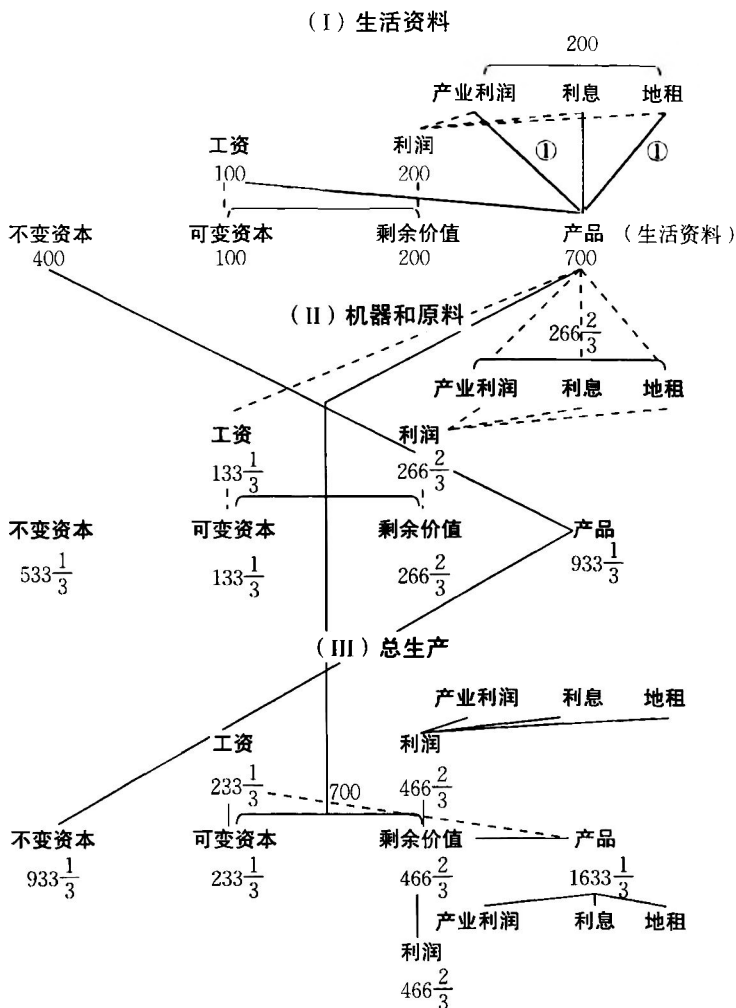 （I）生活资料
200
产业利润 利息 地租
① ①
工资 利润
100 200
不变资本 可变资本 剩余价值 产品 （生活资料）
400 100 200 700
（II）机器和原料
266 2/3
产业利润 利息 地租
工资 利润
133 1/3 266 2/3
不变资本 可变资本 剩余价值 产品
533 1/3 133 1/3 266 2/3 933 1/3
（III）总生产
产业利润 利息 地租
工资 利润
233 1/3 700 466 2/3
不变资本 可变资本 剩余价值 产品
933 1/3 233 1/3 466 2/3 1633 1/3
产业利润 利息 地租
利润
466 2/3